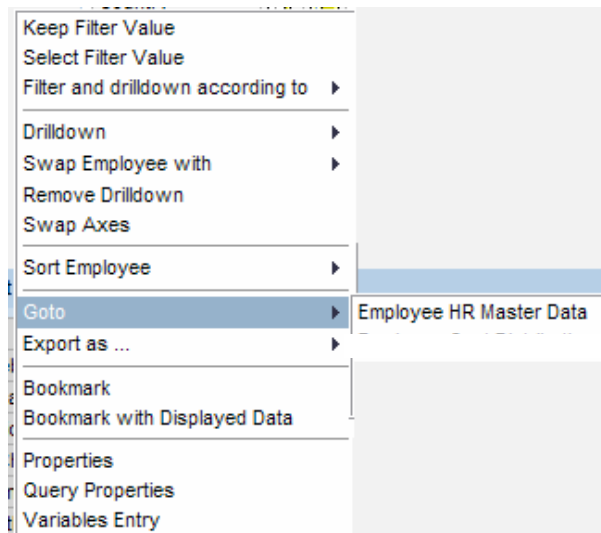 Keep Filter Value
Select Filter Value
Filter and drilldown according to
Drilldown
Swap Employee with
Remove Drilldown
Swap Axes
Sort Employee
Goto
Employee HR Master Data
Export as ...
Bookmark
Bookmark with Displayed Data
Properties
Query Properties
Variables Entry